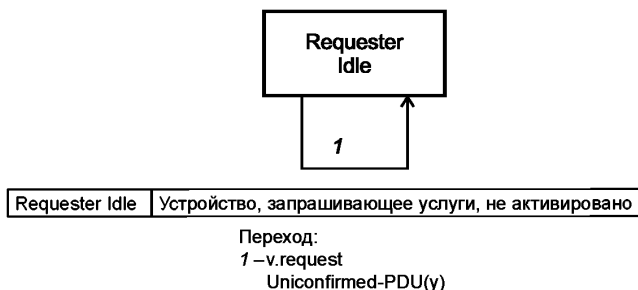 Requester
Idle
1
Requester Idle Устройство, запрашивающее услуги, не активировано
Переход:
1 –v.request
Uniconfirmed-PDU(y)